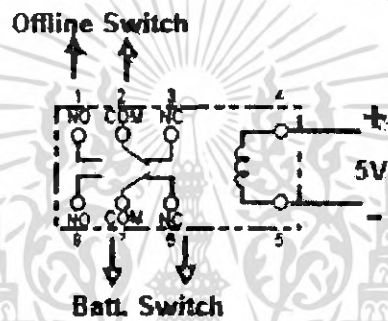 Offline Switch
1 2 3 4
NO COM NC
+
5V
-
NO COM NC
8 7 6 5
Batt. Switch